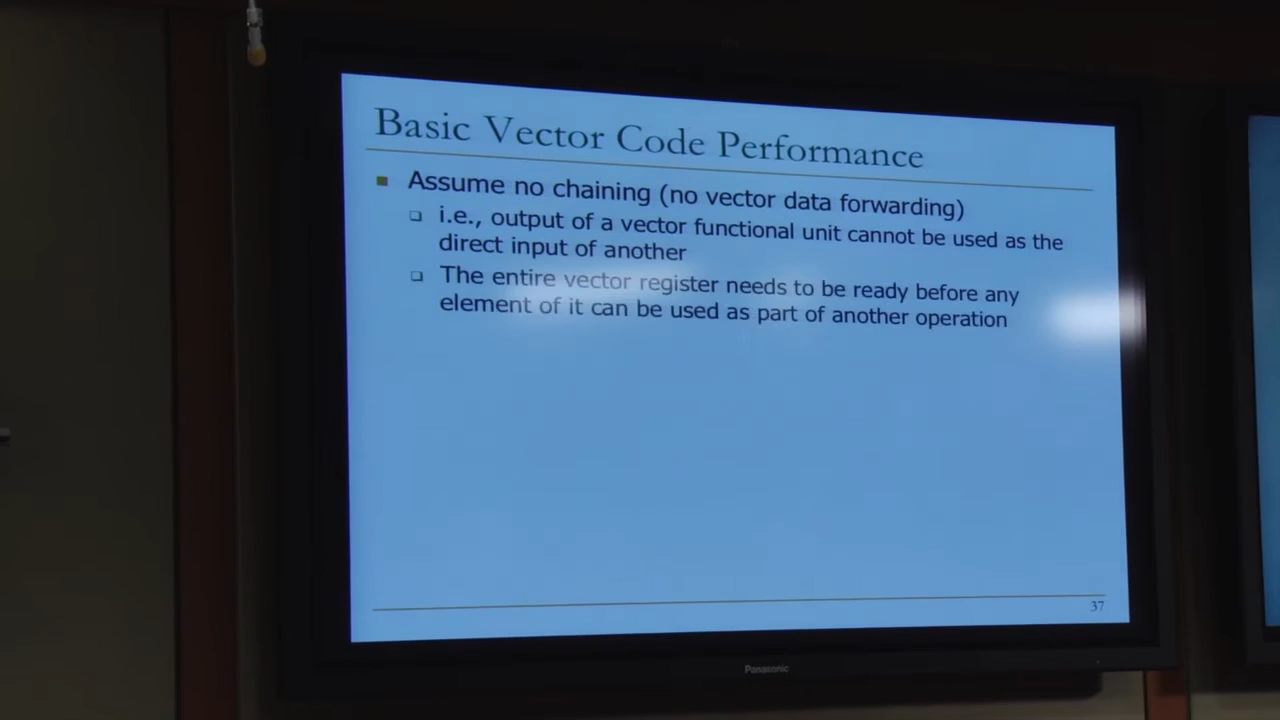 Basic Vector Code Performance
Assume no chaining (no vector data forwarding)
i.e., output of a vector functional unit cannot be used as the
direct input of another
The entire vector register needs to be ready before any
element of it can be used as part of another operation
37
Panasonic